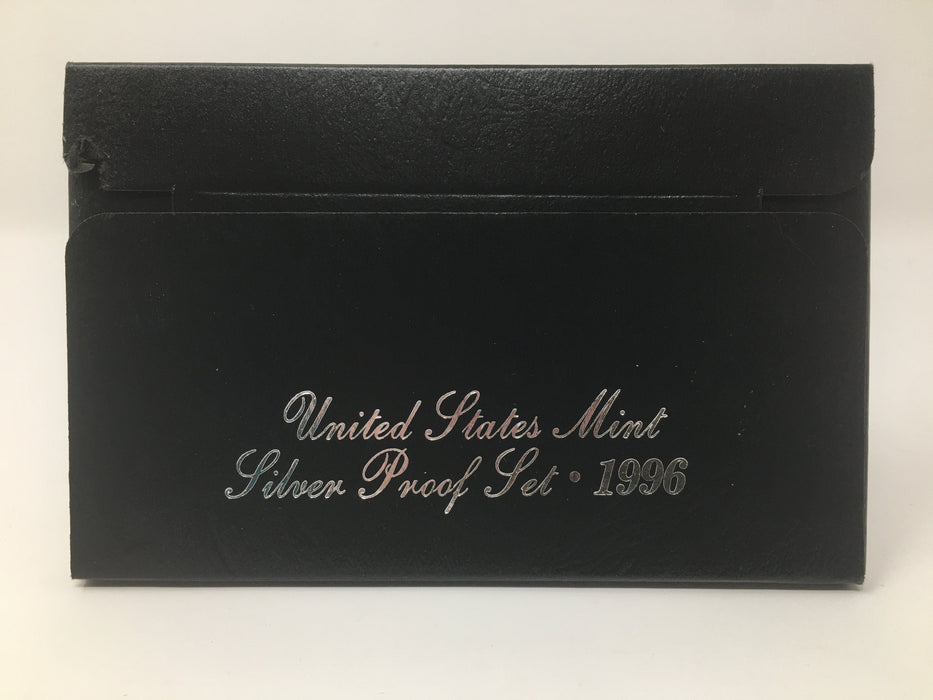 United States Mint
Silver Proof Set • 1996